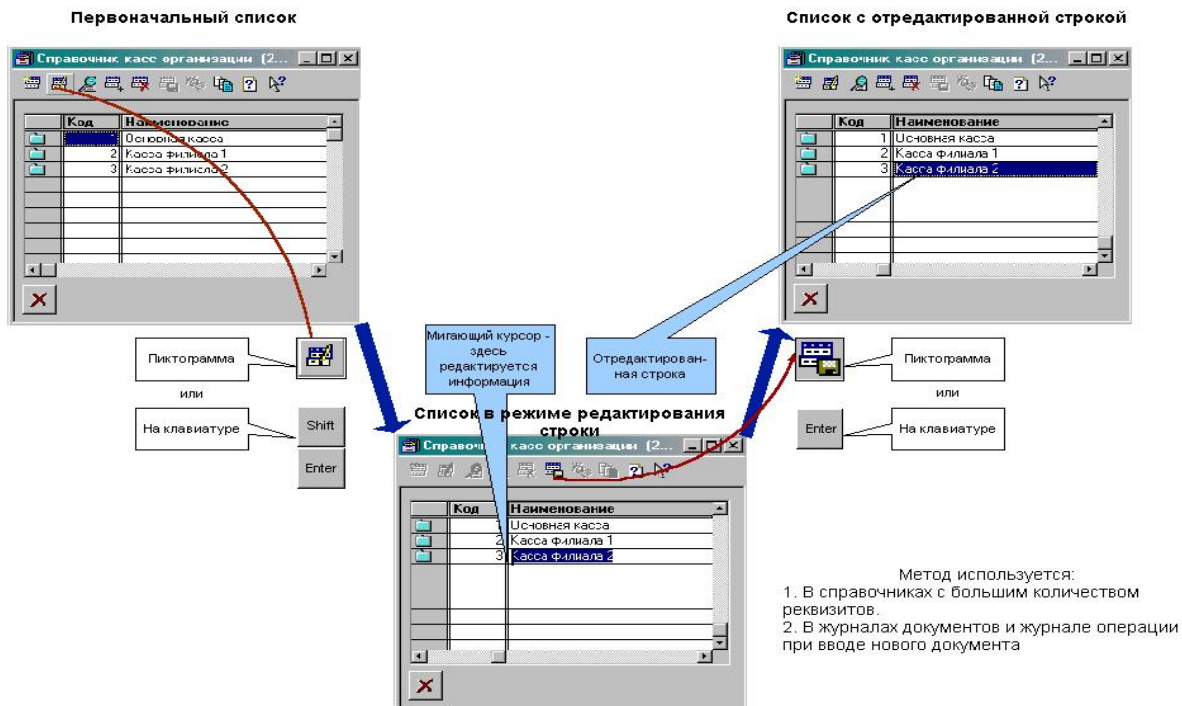 Первоначальный список
Список с отредактированной строкой
Справочник касс организации (2...
Код Наименование
Основная касса
2 Касса филиала 1
3 Касса филиала 2
Справочник касс организации (2...
Код Наименование
1 Основная касса
2 Касса филиала 1
3 Касса филиала 2
Пиктограмма
или
На клавиатуре
Shift
Enter
Мигающий курсор -
здесь
редактируется
информация
Отредактирован-
ная строка
Пиктограмма
или
Enter
На клавиатуре
Список в режиме редактирования
строки
Справочник касс организации (2...
Код Наименование
Основная касса
2 Касса филиала 1
3 Касса филиала 2
Метод используется:
1. В справочниках с большим количеством
реквизитов.
2. В журналах документов и журнале операции
при вводе нового документа